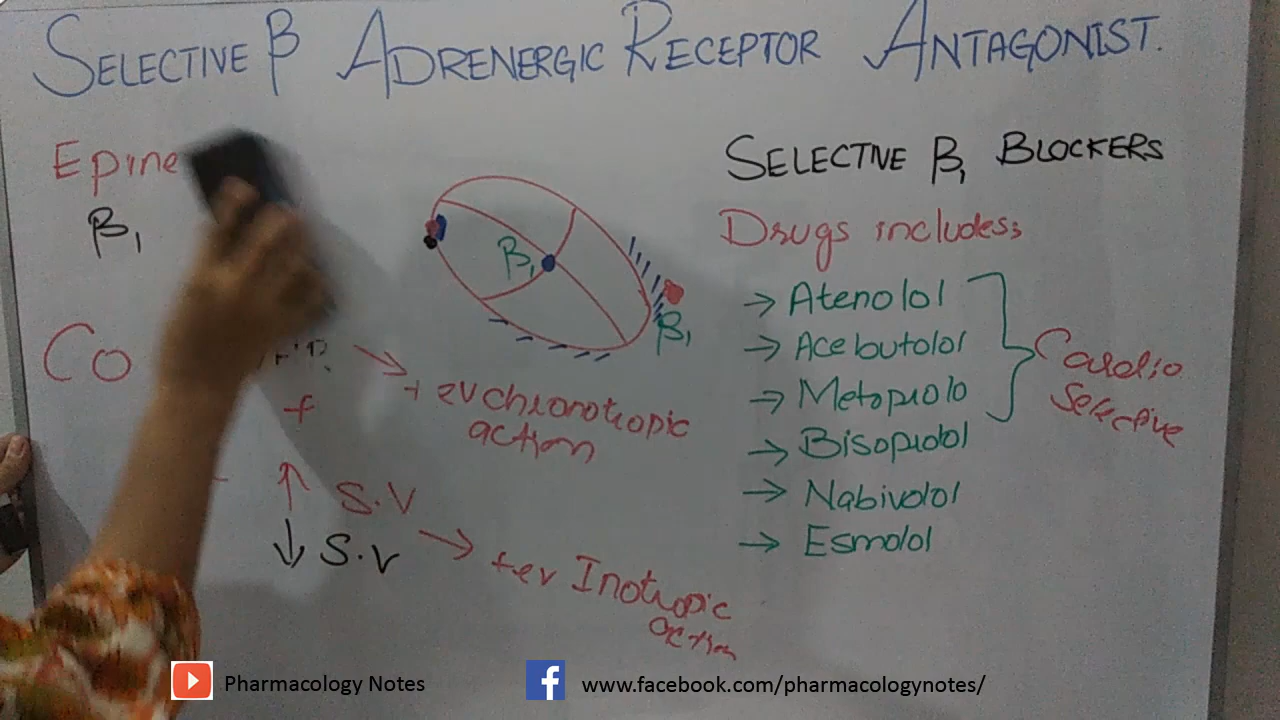 SELECTIVE β ADRENERGIC RECEPTOR ANTAGONIST.
Epine
β1
Co
+
↑ S.V
↓ S.V
→ +ev chronotropic
action
→ +ev Inotropic
action
β1
β1
SELECTIVE β1 BLOCKERS
Drugs includes;
→ Atenolol
→ Acebutolol
→ Metoprolo
→ Bisoprolol
→ Nabivolol
→ Esmolol
Cardio
Selective
Pharmacology Notes
www.facebook.com/pharmacologynotes/